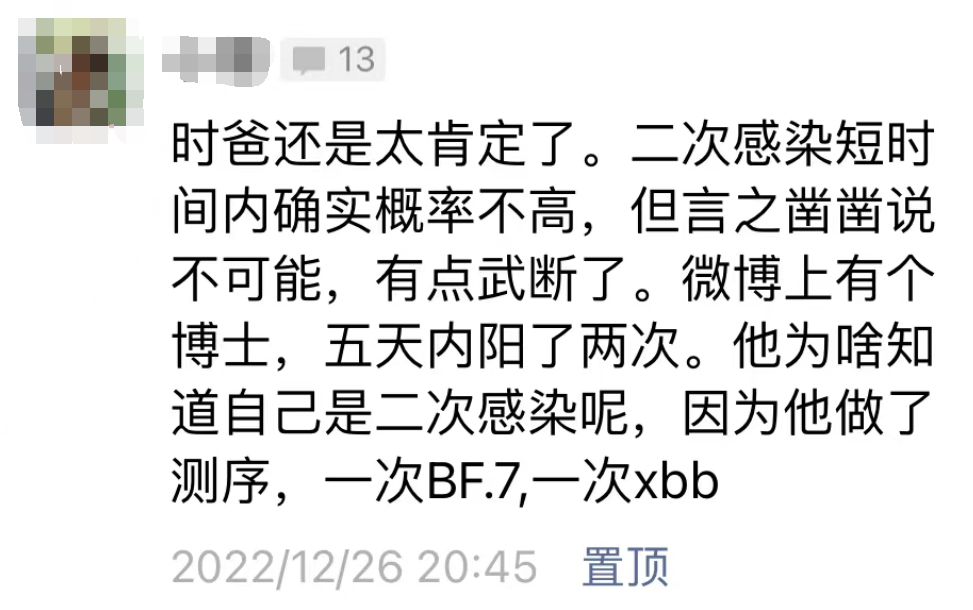 13
时爸还是太肯定了。二次感染短时
间内确实概率不高，但言之凿凿说
不可能，有点武断了。微博上有个
博士，五天内阳了两次。他为啥知
道自己是二次感染呢，因为他做了
测序，一次BF.7,一次xbb
2022/12/26 20:45 置顶